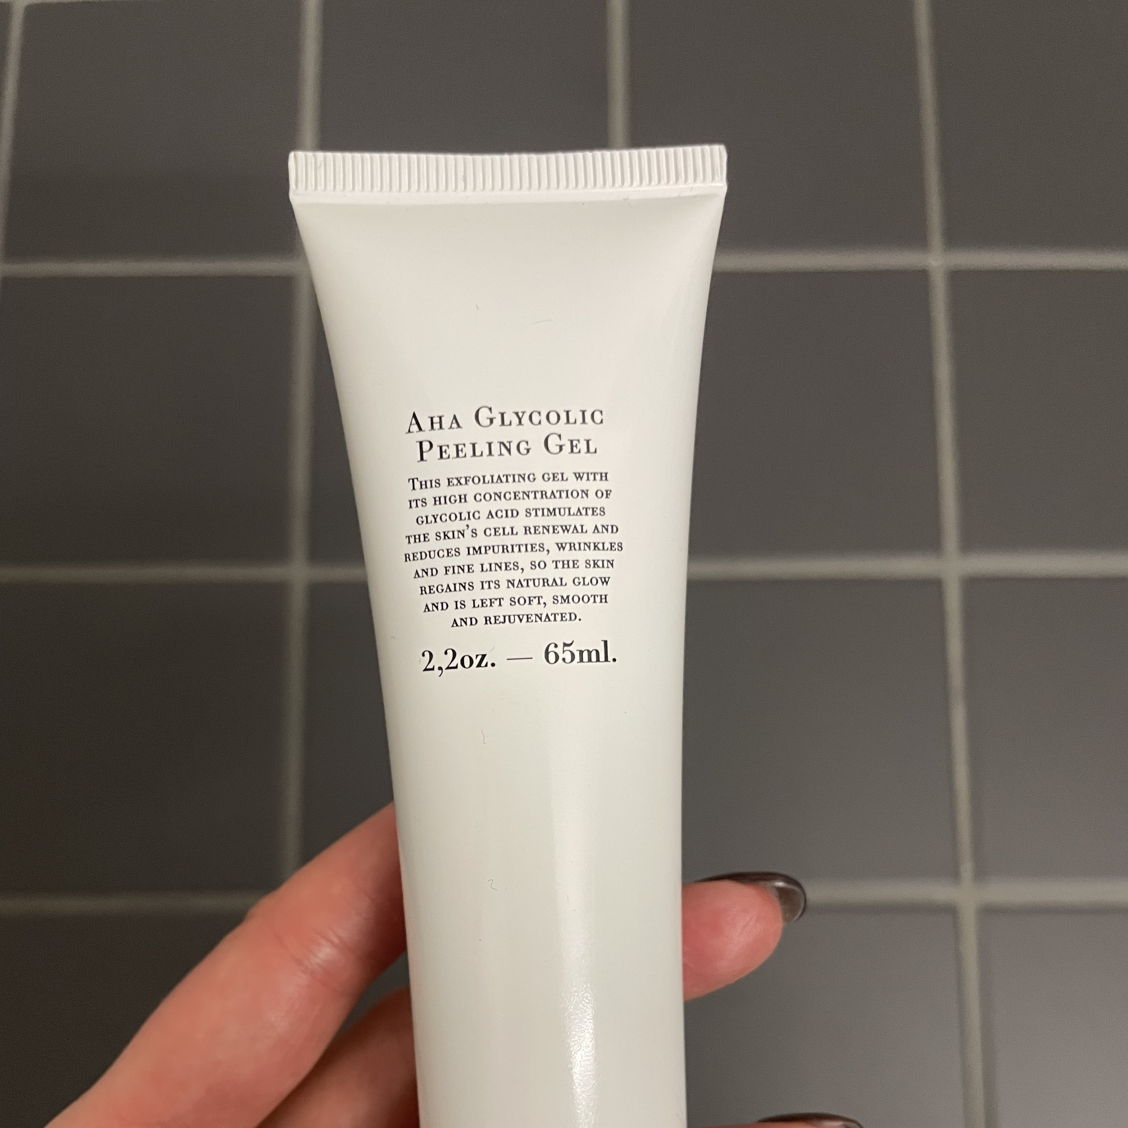 AHA GLYCOLIC
PEELING GEL
THIS EXFOLIATING GEL WITH
ITS HIGH CONCENTRATION OF
GLYCOLIC ACID STIMULATES
THE SKIN'S CELL RENEWAL AND
REDUCES IMPURITIES, WRINKLES
AND FINE LINES, SO THE SKIN
REGAINS ITS NATURAL GLOW
AND IS LEFT SOFT, SMOOTH
AND REJUVENATED.
2,2oz. — 65ml.